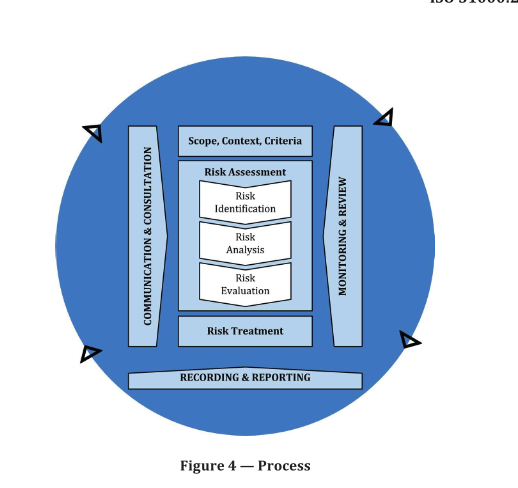 Scope, Context, Criteria
Risk Assessment
Risk
Identification
Risk
Analysis
Risk
Evaluation
Risk Treatment
COMMUNICATION & CONSULTATION
MONITORING & REVIEW
RECORDING & REPORTING
Figure 4 — Process